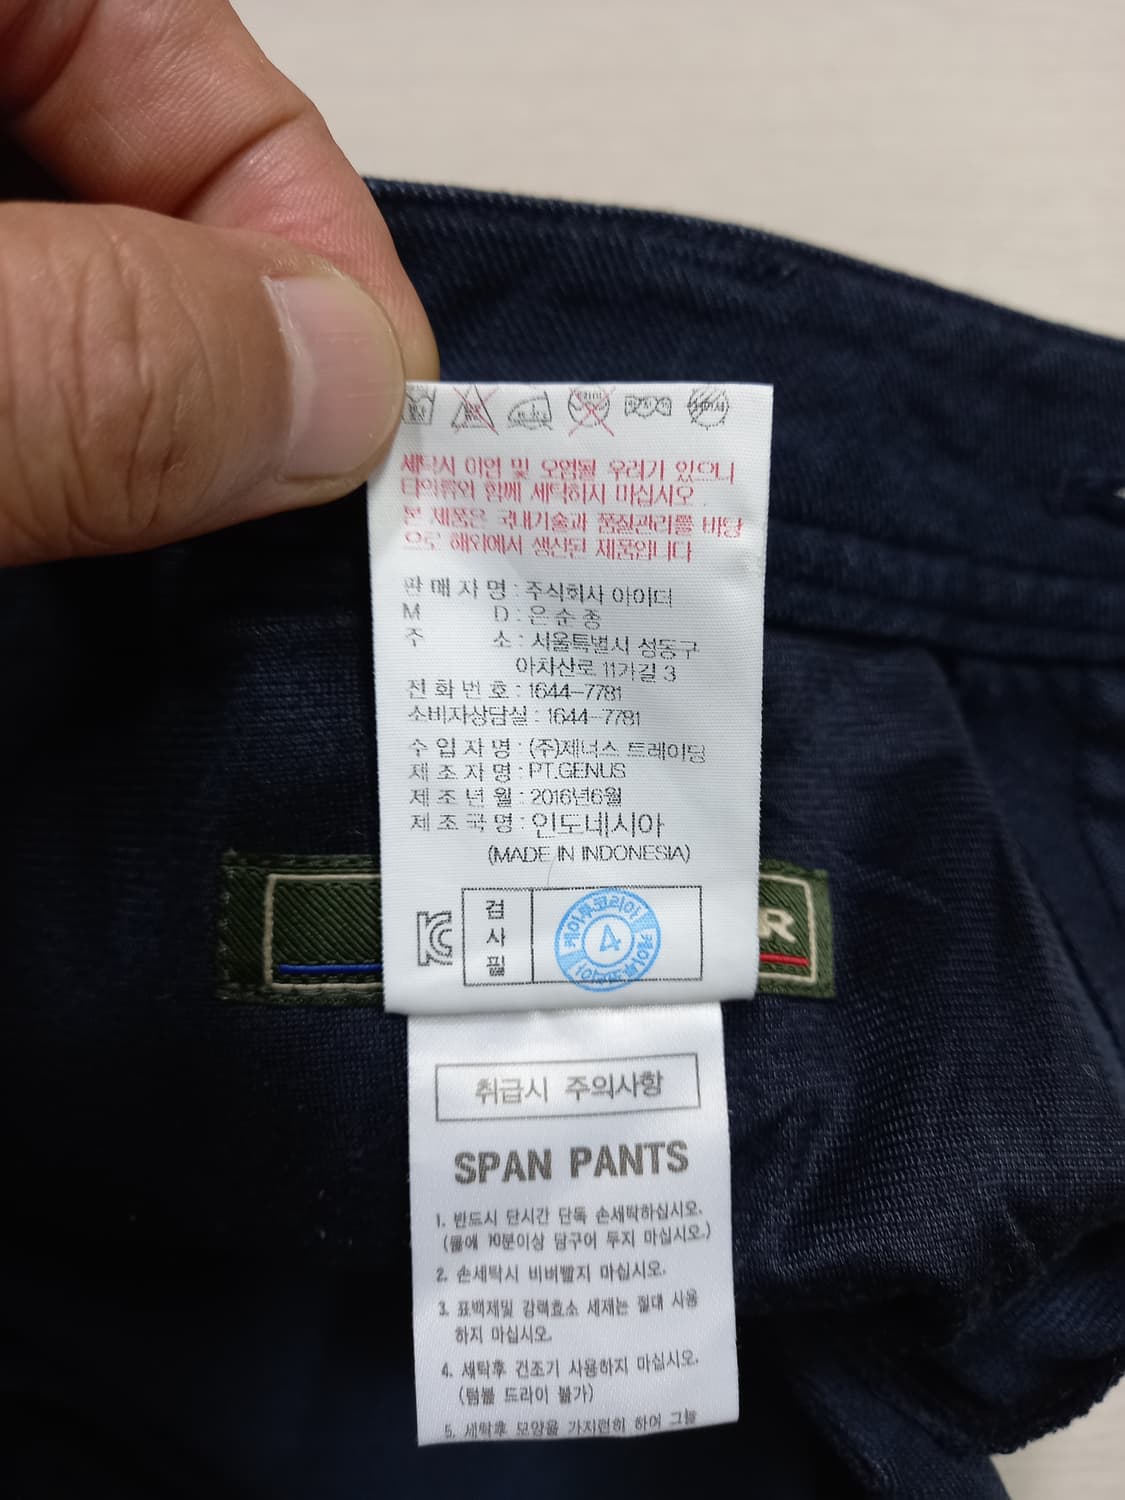 세탁시 이염 및 오염될 우려가 있으니
타의류와 함께 세탁하지 마십시오.
본 제품은 국내기술과 품질관리를 바탕
으로 해외에서 생산된 제품입니다
판 매 자 명 : 주식회사 아이더
M D : 은 순 종
주 소 : 서울특별시 성동구
아차산로 11가길 3
전 화 번 호 : 1644-7781
소비자상담실 : 1644-7781
수 입 자 명 : (주)제너스 트레이딩
제 조 자 명 : PT.GENUS
제 조 년 월 : 2016년6월
제 조 국 명 : 인도네시아
(MADE IN INDONESIA)
검
사
필
케이투코리아
4
케이투코리아
R
취급시 주의사항
SPAN PANTS
1. 반드시 단시간 단독 손세탁하십시오.
(물에 10분이상 담구어 두지 마십시오.)
2. 손세탁시 비벼빨지 마십시오.
3. 표백제및 강력효소 세제는 절대 사용
하지 마십시오.
4. 세탁후 건조기 사용하지 마십시오.
(텀블 드라이 불가)
5. 세탁후 모양을 가지런히 하여 그늘